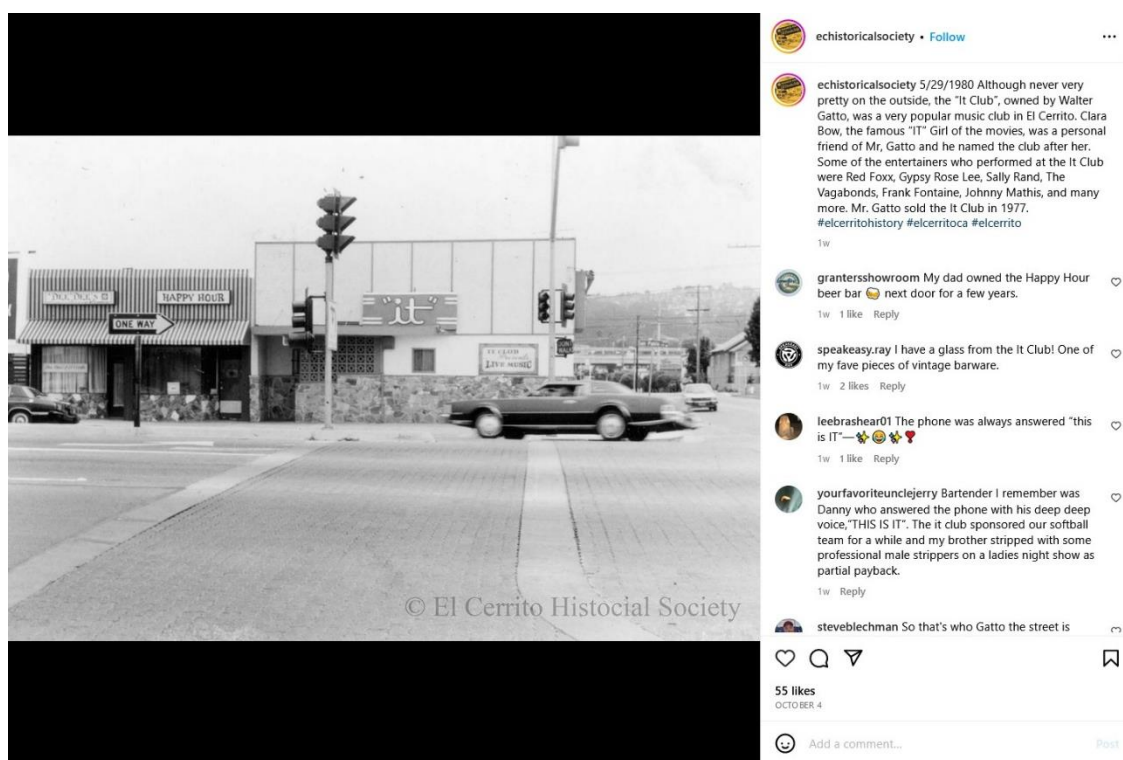 echistoricalsociety • Follow
echistoricalsociety 5/29/1980 Although never very
pretty on the outside, the "It Club", owned by Walter
Gatto, was a very popular music club in El Cerrito. Clara
Bow, the famous "IT" Girl of the movies, was a personal
friend of Mr, Gatto and he named the club after her.
Some of the entertainers who performed at the It Club
were Red Foxx, Gypsy Rose Lee, Sally Rand, The
Vagabonds, Frank Fontaine, Johnny Mathis, and many
more. Mr. Gatto sold the It Club in 1977.
#elcerritohistory #elcerritoca #elcerrito
1w
grantersshowroom My dad owned the Happy Hour
beer bar 🍺 next door for a few years.
1w 1 like Reply
speakeasy.ray I have a glass from the It Club! One of
my fave pieces of vintage barware.
1w 2 likes Reply
leebrashear01 The phone was always answered "this
is IT"—✨😂✨❣️
1w 1 like Reply
yourfavoriteunclejerry Bartender I remember was
Danny who answered the phone with his deep deep
voice,"THIS IS IT". The it club sponsored our softball
team for a while and my brother stripped with some
professional male strippers on a ladies night show as
partial payback.
1w Reply
steveblechman So that's who Gatto the street is
55 likes
OCTOBER 4
Add a comment...
Post
HAPPY HOUR
ONE WAY
"it"
IT CLUB
Presents
LIVE MUSIC
© El Cerrito Histocial Society